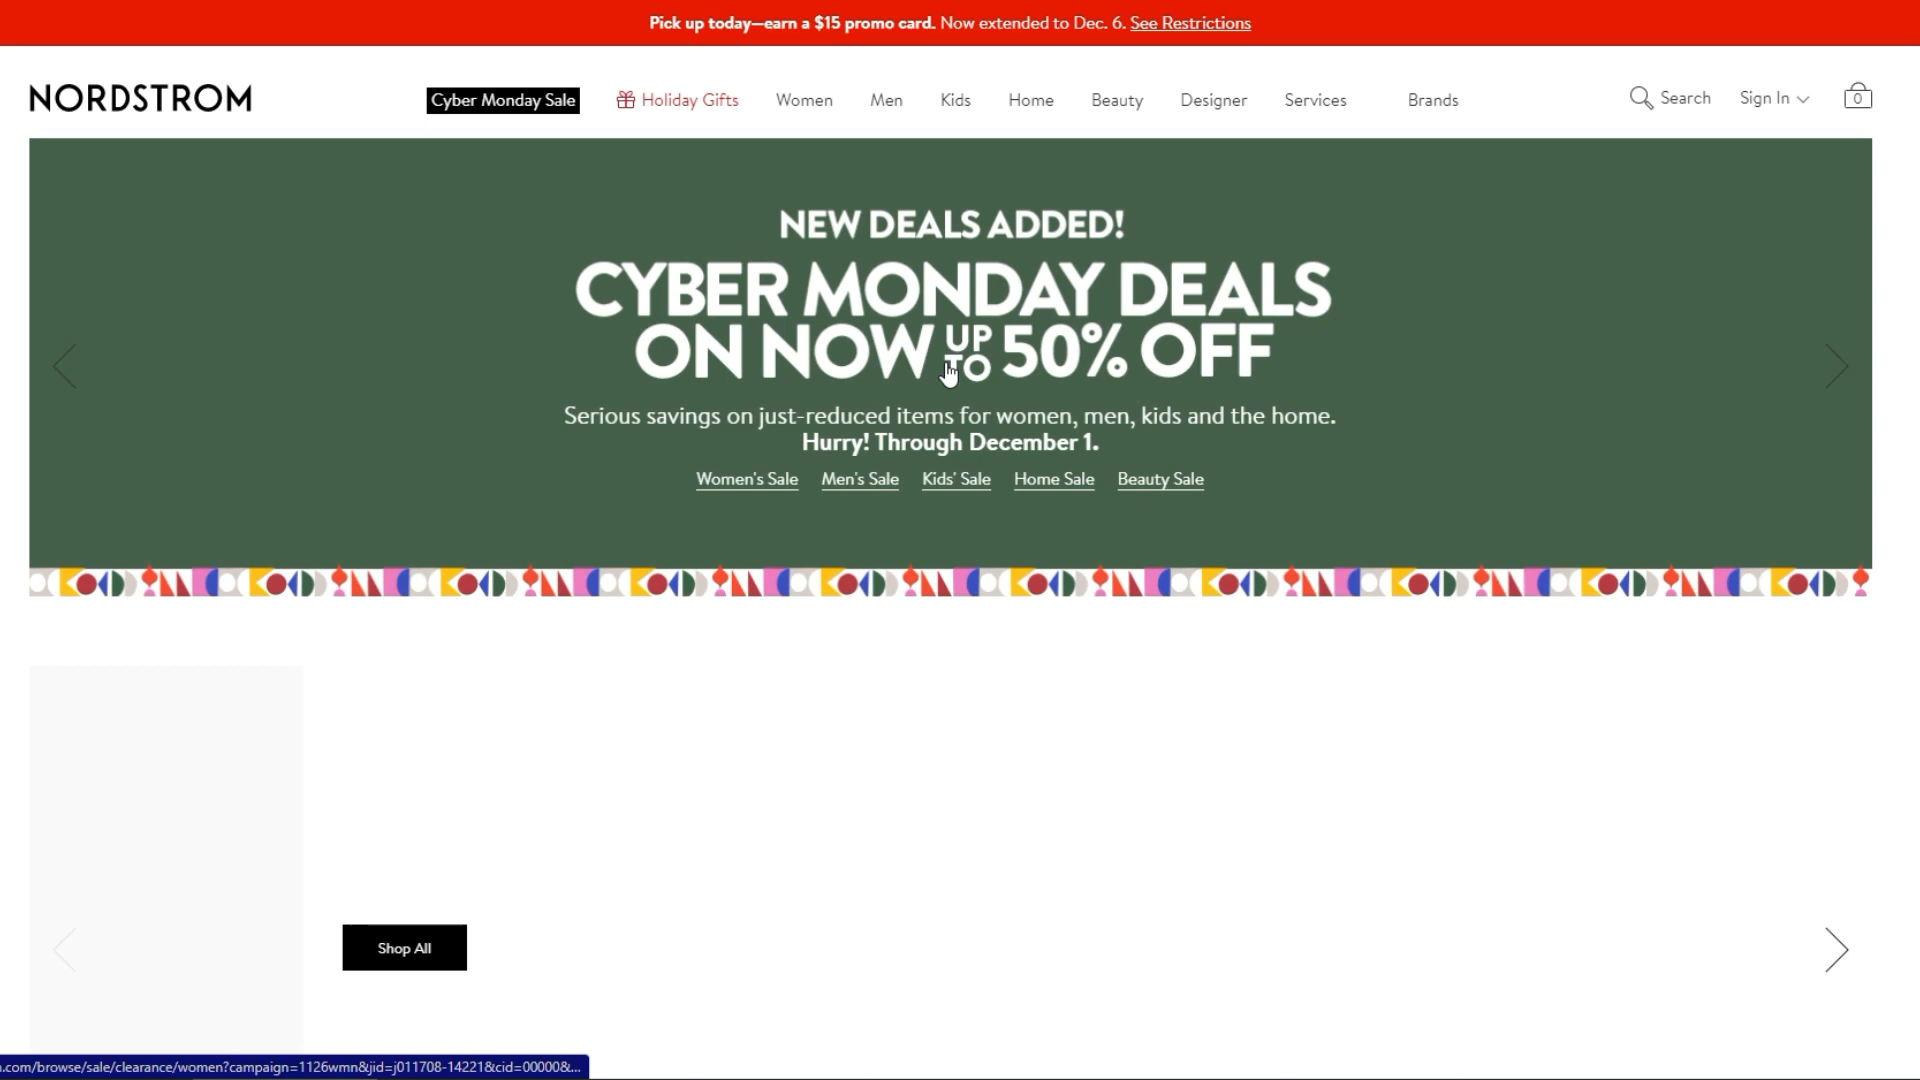 Pick up today—earn a $15 promo card. Now extended to Dec. 6. See Restrictions
NORDSTROM
Cyber Monday Sale
Holiday Gifts
Women
Men
Kids
Home
Beauty
Designer
Services
Brands
Search
Sign In
0
NEW DEALS ADDED!
CYBER MONDAY DEALS
ON NOW UP TO 50% OFF
Serious savings on just-reduced items for women, men, kids and the home.
Hurry! Through December 1.
Women's Sale
Men's Sale
Kids' Sale
Home Sale
Beauty Sale
Shop All
.com/browse/sale/clearance/women?campaign=1126wmn&jid=j011708-14221&cid=00000&...